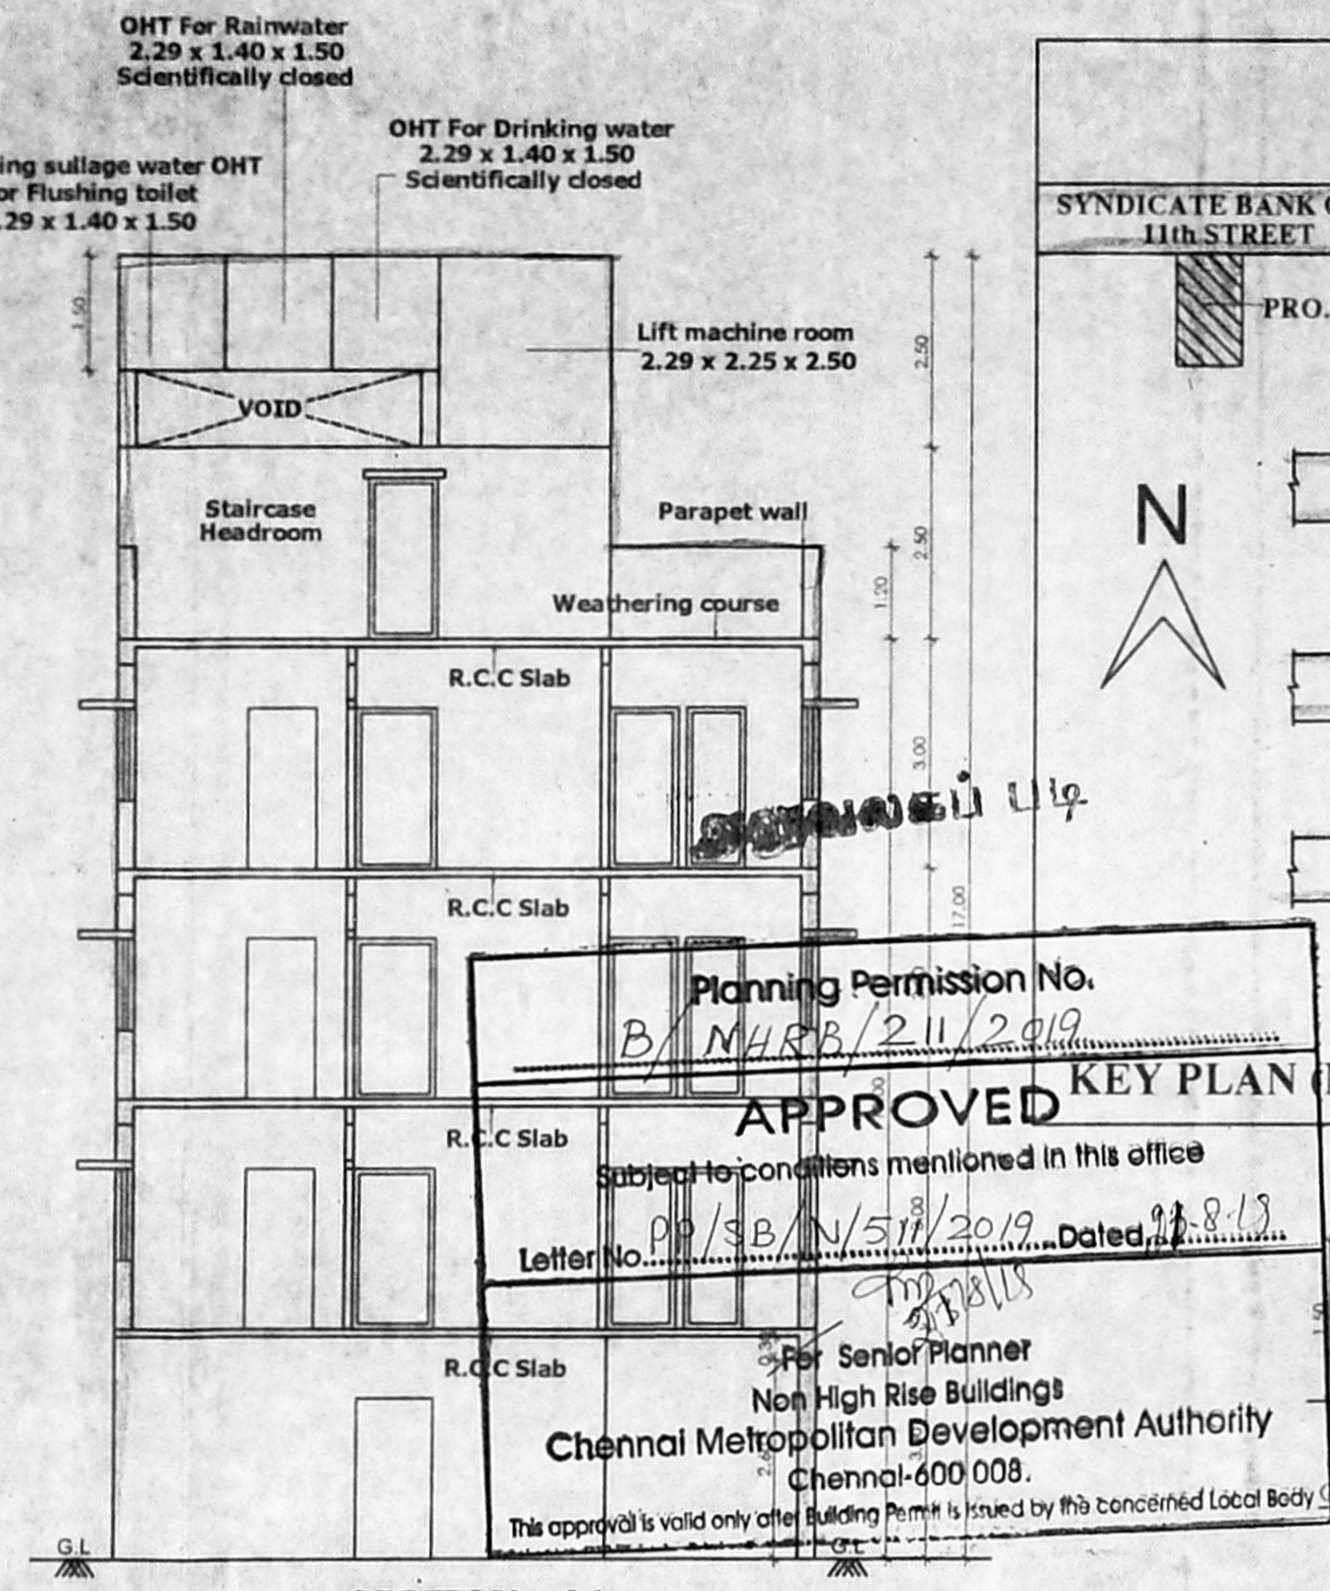 OHT For Rainwater
2.29 x 1.40 x 1.50
Scientifically closed
OHT For Drinking water
2.29 x 1.40 x 1.50
Scientifically closed
ing sullage water OHT
or Flushing toilet
.29 x 1.40 x 1.50
SYNDICATE BANK
11th STREET
PRO.
1.50
Lift machine room
2.29 x 2.25 x 2.50
2.50
VOID
Staircase
Headroom
Parapet wall
N
2.50
1.20
Weathering course
R.C.C Slab
3.00
படி
R.C.C Slab
17.00
Planning Permission No.
B/NHRB/211/2019
KEY PLAN
APPROVED
R.C.C Slab
Subject to conditions mentioned in this office
Letter No. PP/SB/N/511/2019 Dated
R.C.C Slab
For Senior Planner
Non High Rise Buildings
Chennai Metropolitan Development Authority
Chennai-600 008.
This approval is valid only after Building Permit is issued by the concerned Local Body
G.L
G.L